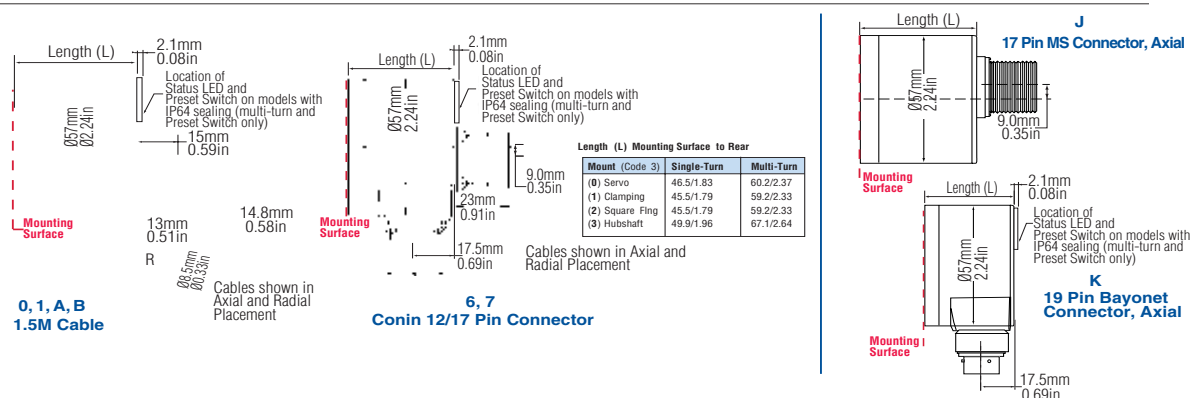 Length (L)
2.1mm
0.08in
Location of
Status LED and
Preset Switch on models with
IP64 sealing (multi-turn and
Preset Switch only)
Ø57mm
Ø2.24in
15mm
0.59in
Mounting
Surface
13mm
0.51in
14.8mm
0.58in
R
Ø8.5mm
Ø0.33in
Cables shown in
Axial and Radial
Placement
0, 1, A, B
1.5M Cable
Length (L)
2.1mm
0.08in
Location of
Status LED and
Preset Switch on models with
IP64 sealing (multi-turn and
Preset Switch only)
Ø57mm
2.24in
9.0mm
0.35in
23mm
0.91in
Mounting
Surface
17.5mm
0.69in
Cables shown in Axial and
Radial Placement
6, 7
Conin 12/17 Pin Connector
Length (L) Mounting Surface to Rear
Mount (Code 3) Single-Turn Multi-Turn
(0) Servo 46.5/1.83 60.2/2.37
(1) Clamping 45.5/1.79 59.2/2.33
(2) Square Flng 45.5/1.79 59.2/2.33
(3) Hubshaft 49.9/1.96 67.1/2.64
Length (L)
J
17 Pin MS Connector, Axial
Ø57mm
2.24in
9.0mm
0.35in
Mounting
Surface
Length (L)
2.1mm
0.08in
Location of
Status LED and
Preset Switch on models with
IP64 sealing (multi-turn and
Preset Switch only)
Ø57mm
2.24in
K
19 Pin Bayonet
Connector, Axial
Mounting
Surface
17.5mm
0.69in